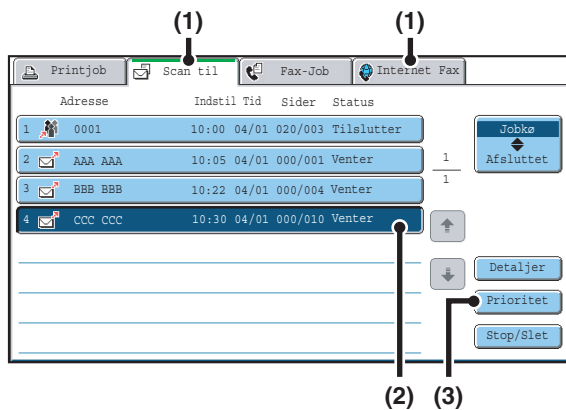 (1) (1)
Printjob Scan til Fax-Job Internet Fax
Adresse Indstil Tid Sider Status
1 0001 10:00 04/01 020/003 Tilslutter
2 AAA AAA 10:05 04/01 000/001 Venter
3 BBB BBB 10:22 04/01 000/004 Venter
4 CCC CCC 10:30 04/01 000/010 Venter
1
1
Jobkø
Afsluttet
Detaljer
Prioritet
Stop/Slet
(2) (3)